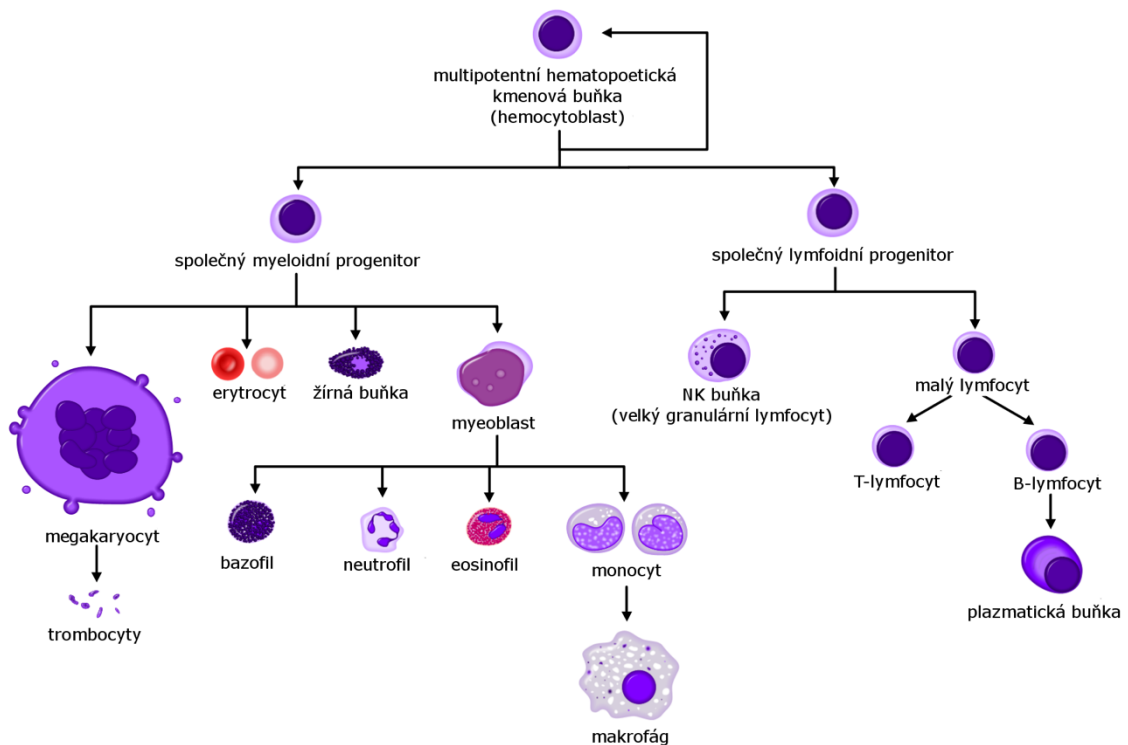 multipotentní hematopoetická
kmenová buňka
(hemocytoblast)
společný myeloidní progenitor
společný lymfoidní progenitor
erytrocyt
žírná buňka
myeoblast
NK buňka
(velký granulární lymfocyt)
malý lymfocyt
T-lymfocyt
B-lymfocyt
megakaryocyt
bazofil
neutrofil
eosinofil
monocyt
plazmatická buňka
trombocyty
makrofág